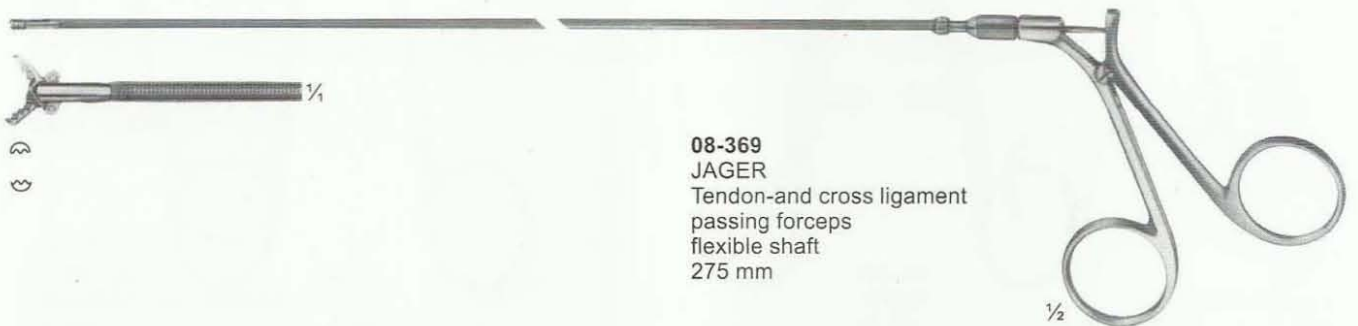 1/1
08-369
JAGER
Tendon-and cross ligament
passing forceps
flexible shaft
275 mm
1/2